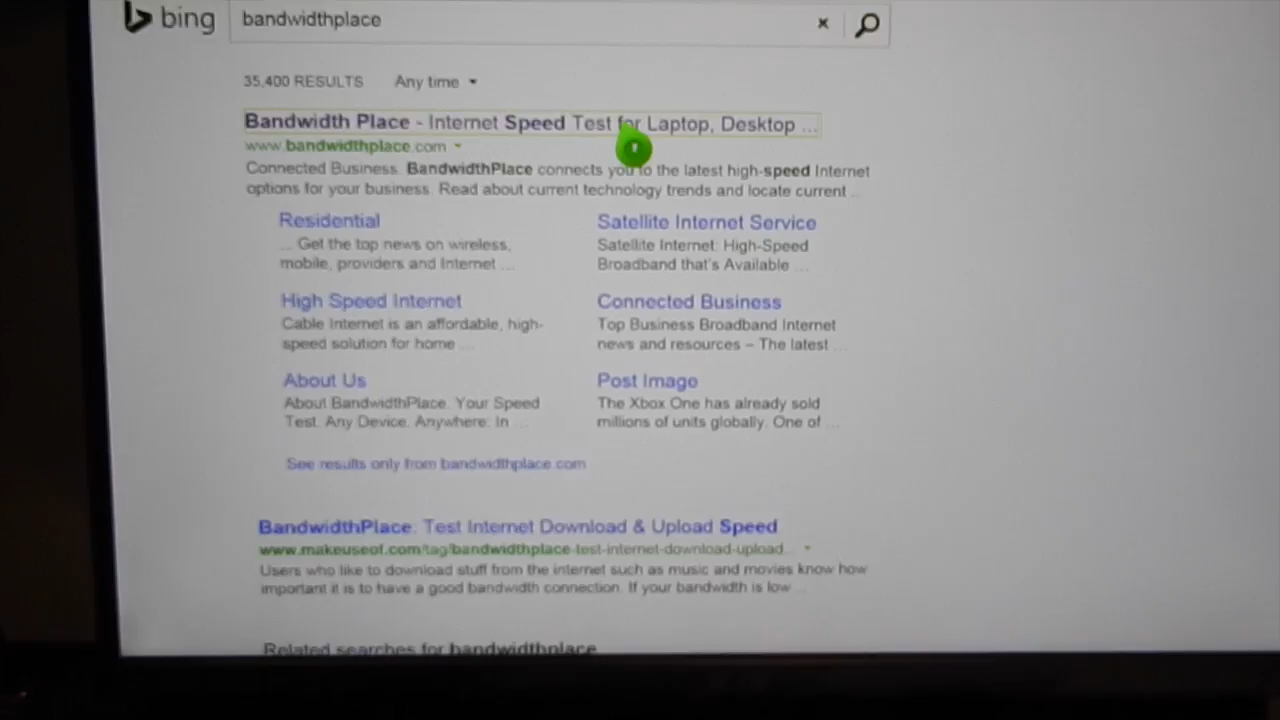 bing
bandwidthplace
35,400 RESULTS Any time
Bandwidth Place - Internet Speed Test for Laptop, Desktop ...
www.bandwidthplace.com
Connected Business. BandwidthPlace connects you to the latest high-speed Internet
options for your business. Read about current technology trends and locate current ...
Residential
... Get the top news on wireless,
mobile, providers and Internet ...
Satellite Internet Service
Satellite Internet: High-Speed
Broadband that's Available ...
High Speed Internet
Cable Internet is an affordable, high-
speed solution for home ...
Connected Business
Top Business Broadband Internet
news and resources – The latest ...
About Us
About BandwidthPlace. Your Speed
Test. Any Device. Anywhere: In ...
Post Image
The Xbox One has already sold
millions of units globally. One of ...
See results only from bandwidthplace.com
BandwidthPlace: Test Internet Download & Upload Speed
www.makeuseof.com/tag/bandwidthplace-test-internet-download-upload...
Users who like to download stuff from the internet such as music and movies know how
important it is to have a good bandwidth connection. If your bandwidth is low ...
Related searches for bandwidthplace